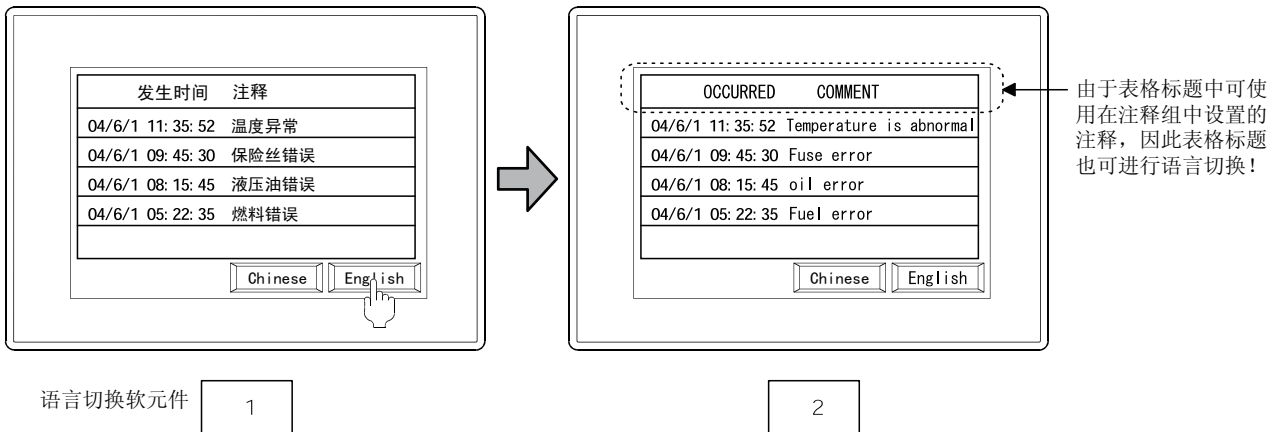 发生时间 注释
04/6/1 11:35:52 温度异常
04/6/1 09:45:30 保险丝错误
04/6/1 08:15:45 液压油错误
04/6/1 05:22:35 燃料错误
Chinese English
OCCURRED COMMENT
04/6/1 11:35:52 Temperature is abnormal
04/6/1 09:45:30 Fuse error
04/6/1 08:15:45 oil error
04/6/1 05:22:35 Fuel error
Chinese English
由于表格标题中可使
用在注释组中设置的
注释，因此表格标题
也可进行语言切换！
语言切换软元件 1
2